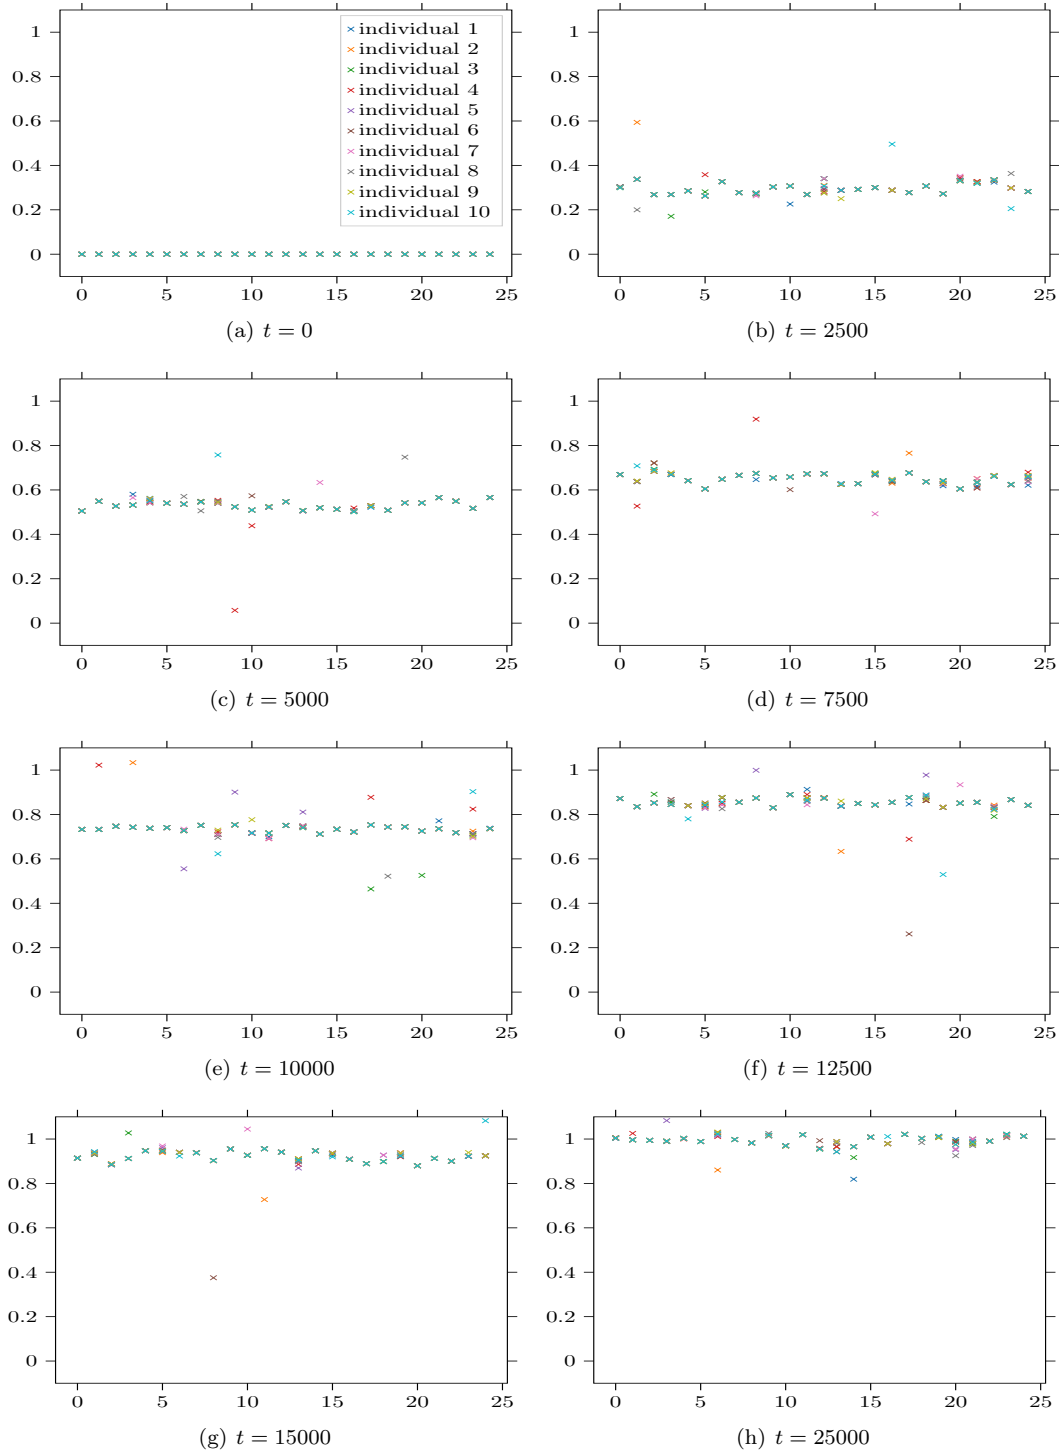 1
0.8
0.6
0.4
0.2
0
0 5 10 15 20 25
individual 1
individual 2
individual 3
individual 4
individual 5
individual 6
individual 7
individual 8
individual 9
individual 10
(a) t = 0
1
0.8
0.6
0.4
0.2
0
0 5 10 15 20 25
(b) t = 2500
1
0.8
0.6
0.4
0.2
0
0 5 10 15 20 25
(c) t = 5000
1
0.8
0.6
0.4
0.2
0
0 5 10 15 20 25
(d) t = 7500
1
0.8
0.6
0.4
0.2
0
0 5 10 15 20 25
(e) t = 10000
1
0.8
0.6
0.4
0.2
0
0 5 10 15 20 25
(f) t = 12500
1
0.8
0.6
0.4
0.2
0
0 5 10 15 20 25
(g) t = 15000
1
0.8
0.6
0.4
0.2
0
0 5 10 15 20 25
(h) t = 25000